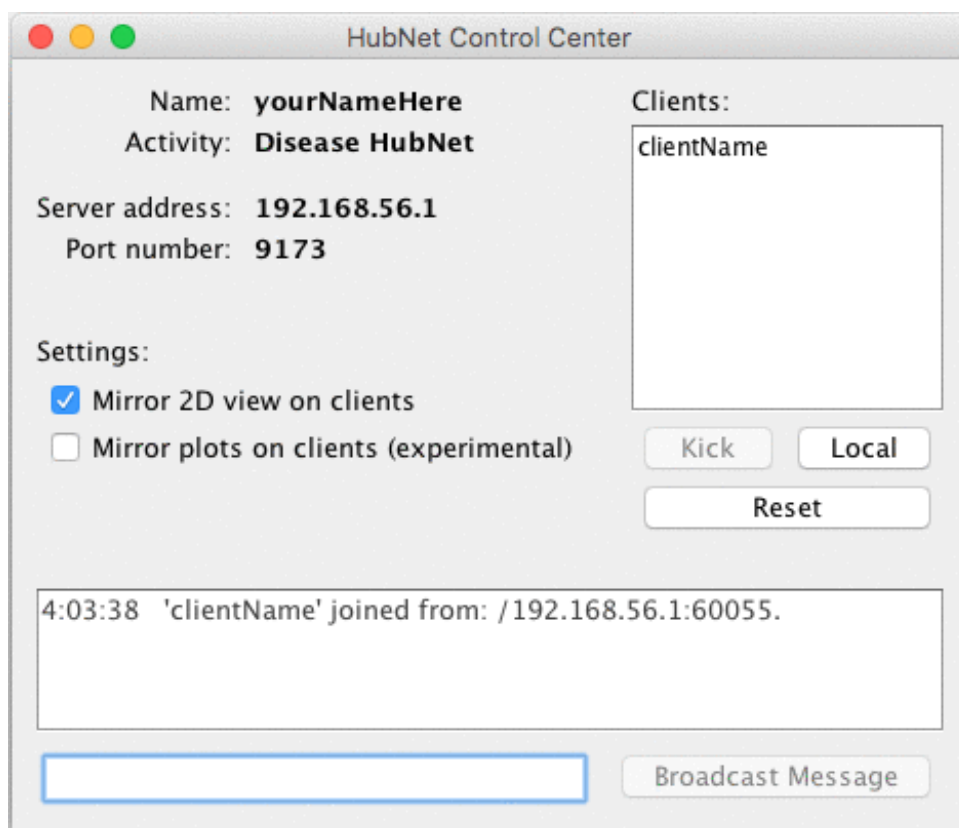 HubNet Control Center
Name: yourNameHere
Activity: Disease HubNet
Server address: 192.168.56.1
Port number: 9173
Clients:
clientName
Settings:
Mirror 2D view on clients
Mirror plots on clients (experimental)
Kick Local
Reset
4:03:38 'clientName' joined from: /192.168.56.1:60055.
Broadcast Message